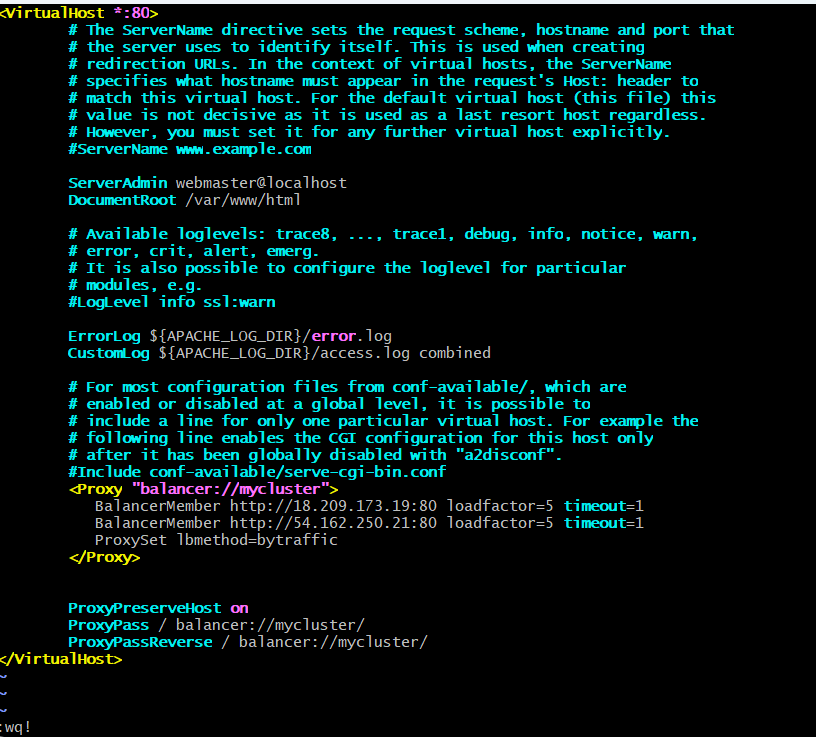 <VirtualHost *:80>
# The ServerName directive sets the request scheme, hostname and port that
# the server uses to identify itself. This is used when creating
# redirection URLs. In the context of virtual hosts, the ServerName
# specifies what hostname must appear in the request's Host: header to
# match this virtual host. For the default virtual host (this file) this
# value is not decisive as it is used as a last resort host regardless.
# However, you must set it for any further virtual host explicitly.
#ServerName www.example.com
ServerAdmin webmaster@localhost
DocumentRoot /var/www/html
# Available loglevels: trace8, ..., trace1, debug, info, notice, warn,
# error, crit, alert, emerg.
# It is also possible to configure the loglevel for particular
# modules, e.g.
#LogLevel info ssl:warn
ErrorLog ${APACHE_LOG_DIR}/error.log
CustomLog ${APACHE_LOG_DIR}/access.log combined
# For most configuration files from conf-available/, which are
# enabled or disabled at a global level, it is possible to
# include a line for only one particular virtual host. For example the
# following line enables the CGI configuration for this host only
# after it has been globally disabled with "a2disconf".
#Include conf-available/serve-cgi-bin.conf
<Proxy "balancer://mycluster">
BalancerMember http://18.209.173.19:80 loadfactor=5 timeout=1
BalancerMember http://54.162.250.21:80 loadfactor=5 timeout=1
ProxySet lbmethod=bytraffic
</Proxy>
ProxyPreserveHost on
ProxyPass / balancer://mycluster/
ProxyPassReverse / balancer://mycluster/
</VirtualHost>
~
~
~
:wq!